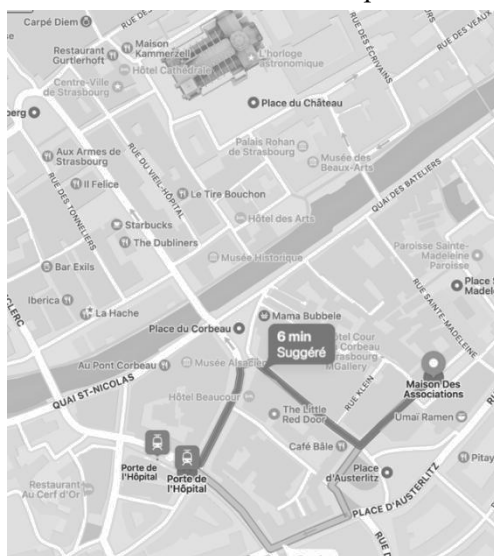 Carpé Diem
RUE DES
RUE DES VEAUX
Maison
Kammerzell
Restaurant
Gurtlerhoft
L'horloge
astronomique
Hôtel Cathédrale
Centre-Ville
de Strasbourg
RUE DES ÉCRIVAINS
Place du Château
berg
Palais Rohan
de Strasbourg
Aux Armes de
Strasbourg
RUE DU VIEIL-HÔPITAL
Musée des
Beaux-Arts
Il Felice
Le Tire Bouchon
QUAI DES BATELIERS
RUE DES TONNELIERS
Starbucks
Hôtel des Arts
The Dubliners
Paroisse Sainte-
Madeleine
Paroisse
Bar Exils
Musée Historique
RUE SAINTE-MADELEINE
Place S
Madele
Iberica
La Hache
Mama Bubbele
CLERC
Place du Corbeau
6 min
Suggéré
Au Pont Corbeau
Musée Alsacien
Maison Des
Associations
QUAI ST-NICOLAS
Hôtel Beaucour
RUE KLEIN
The Little
Red Door
Umaï Ramen
Café Bâle
Porte de
l'Hôpital
Porte de
l'Hôpital
Place
d'Austerlitz
Pitay
Restaurant
Au Cerf d'Or
PLACE D'AUSTERLITZ
RUE D